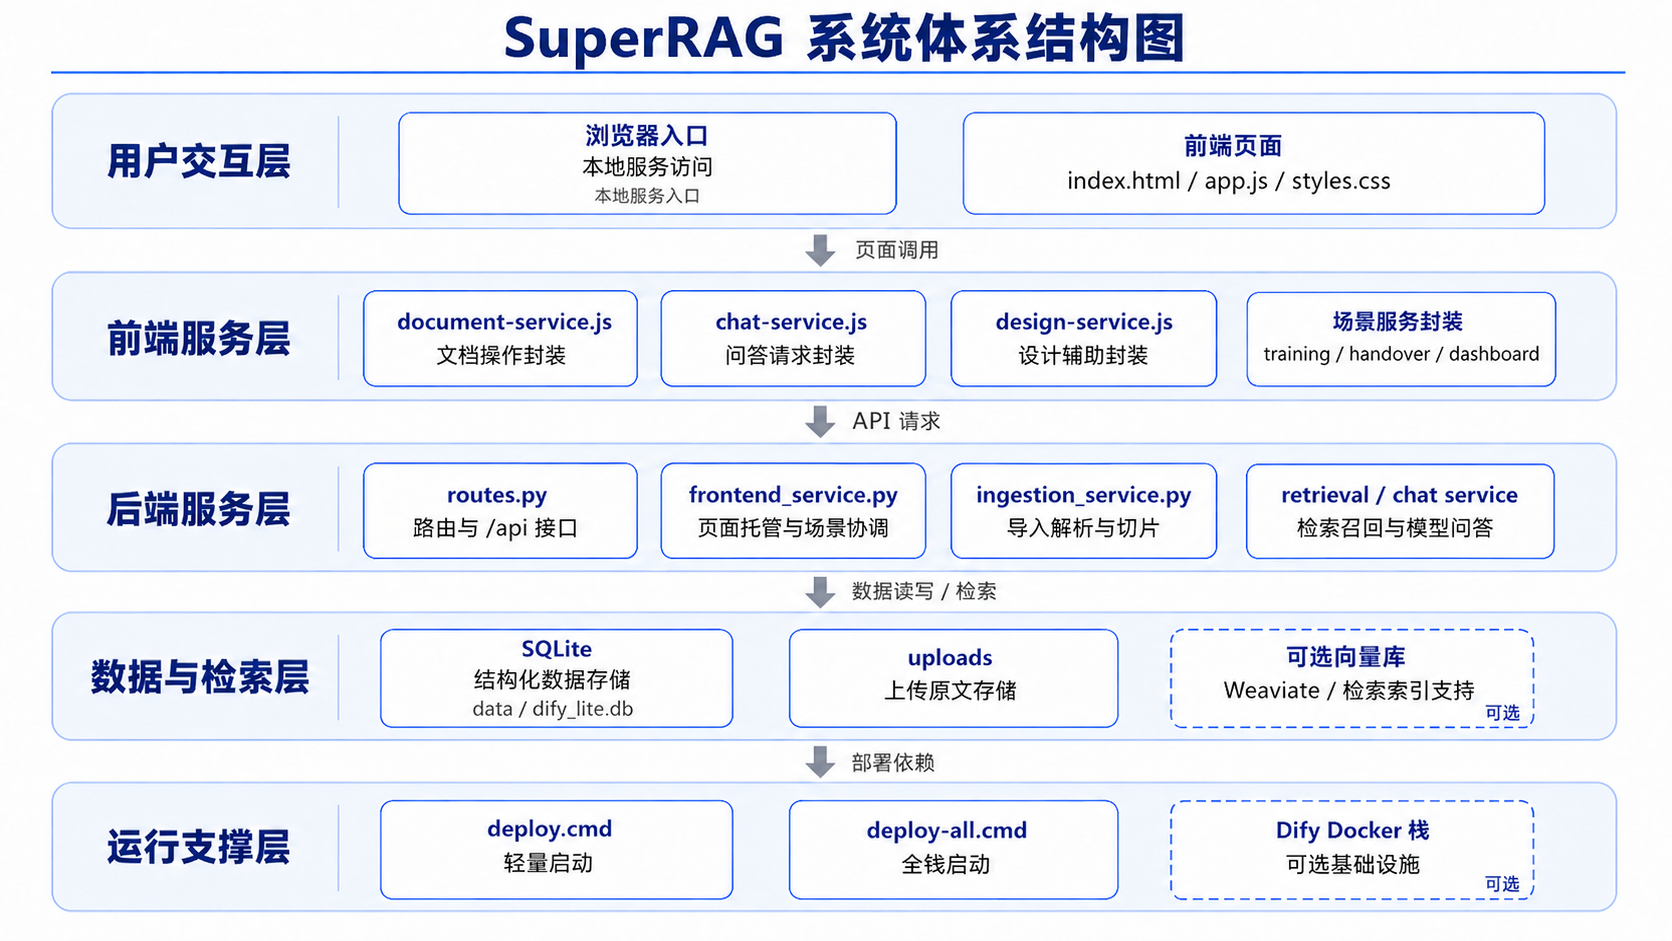 SuperRAG 系统体系结构图
用户交互层
浏览器入口
本地服务访问
本地服务入口
前端页面
index.html / app.js / styles.css
页面调用
前端服务层
document-service.js
文档操作封装
chat-service.js
问答请求封装
design-service.js
设计辅助封装
场景服务封装
training / handover / dashboard
API 请求
后端服务层
routes.py
路由与 /api 接口
frontend_service.py
页面托管与场景协调
ingestion_service.py
导入解析与切片
retrieval / chat service
检索召回与模型问答
数据读写 / 检索
数据与检索层
SQLite
结构化数据存储
data / dify_lite.db
uploads
上传原文存储
可选向量库
Weaviate / 检索索引支持
可选
部署依赖
运行支撑层
deploy.cmd
轻量启动
deploy-all.cmd
全钱启动
Dify Docker 栈
可选基础设施
可选